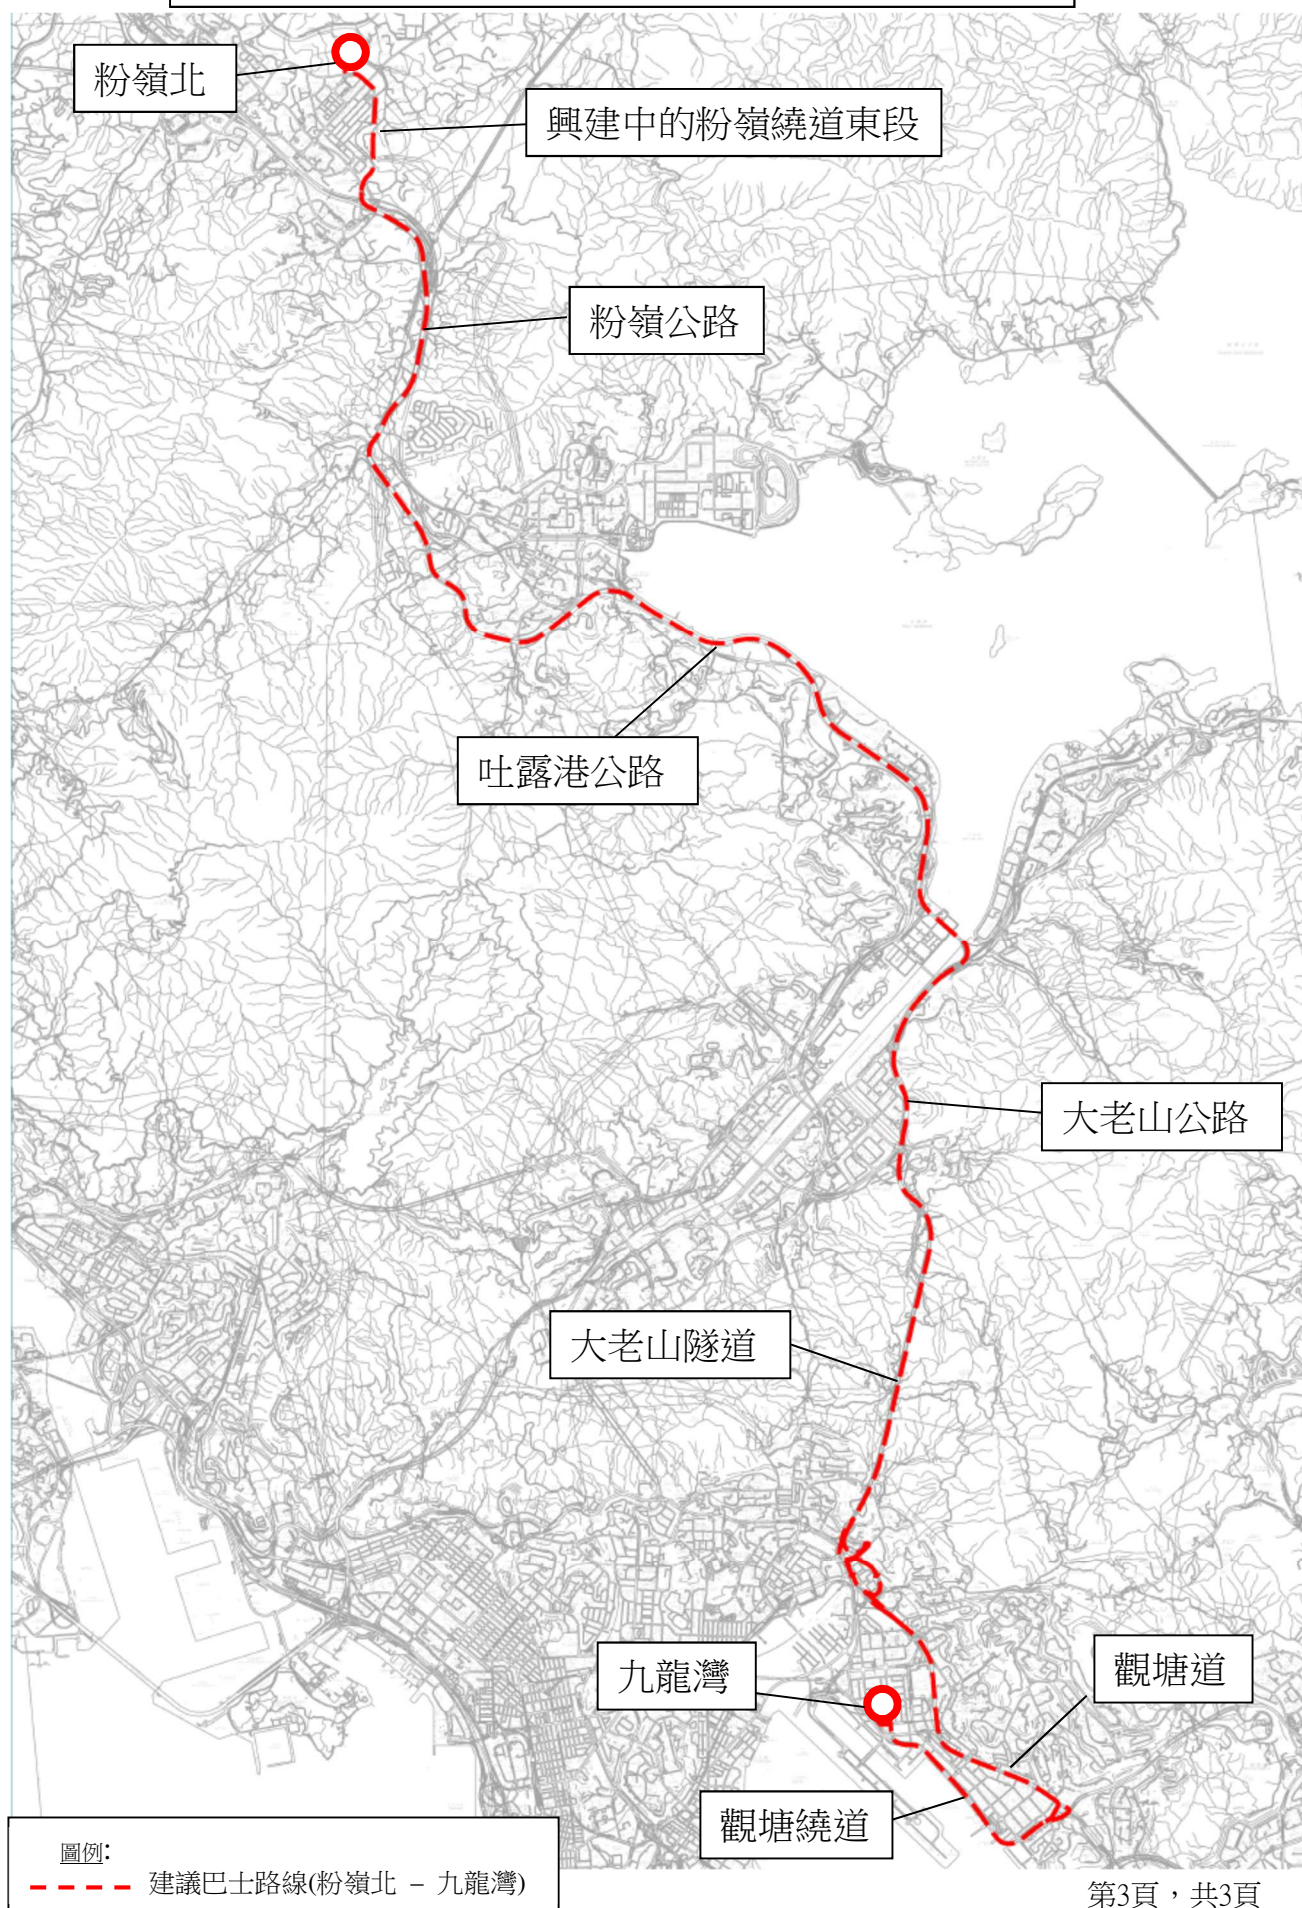 粉嶺北
興建中的粉嶺繞道東段
粉嶺公路
吐露港公路
大老山公路
大老山隧道
九龍灣
觀塘道
觀塘繞道
圖例:
建議巴士路線(粉嶺北 – 九龍灣)
第3頁，共3頁